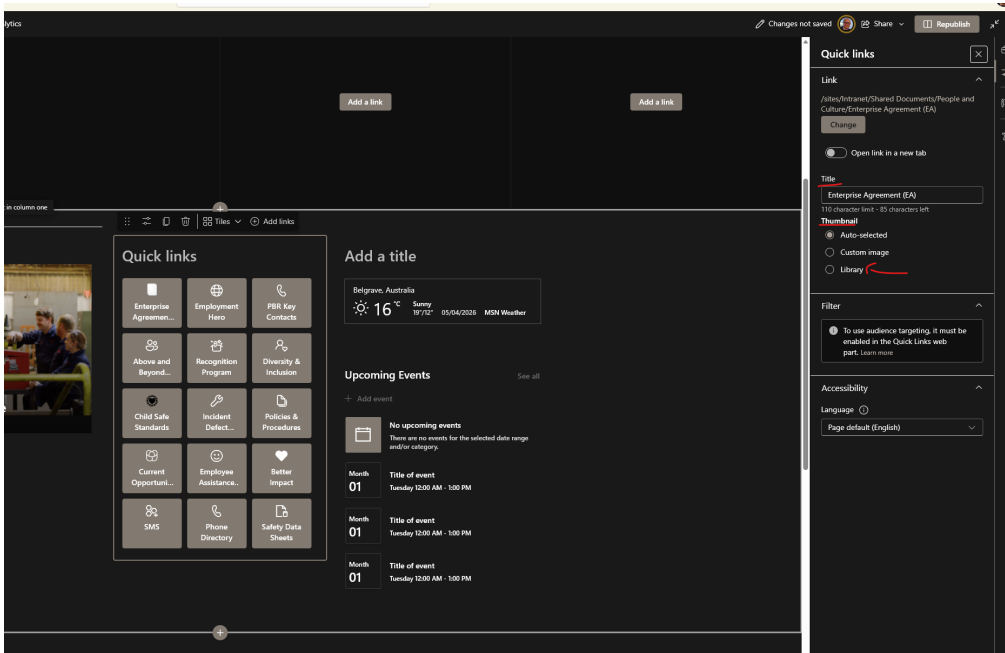 lytics
Changes not saved
Share
Republish
Add a link
Add a link
t in column one
Tiles
Add links
Quick links
Enterprise
Agreemen...
Employment
Hero
PBR Key
Contacts
Above and
Beyond...
Recognition
Program
Diversity &
Inclusion
Child Safe
Standards
Incident
Defect...
Policies &
Procedures
Current
Opportuni...
Employee
Assistance..
Better
Impact
SMS
Phone
Directory
Safety Data
Sheets
Add a title
Belgrave, Australia
16 °C
Sunny
19°/12° 05/04/2026 MSN Weather
Upcoming Events
See all
Add event
No upcoming events
There are no events for the selected date range
and/or category.
Month
01
Title of event
Tuesday 12:00 AM - 1:00 PM
Month
01
Title of event
Tuesday 12:00 AM - 1:00 PM
Month
01
Title of event
Tuesday 12:00 AM - 1:00 PM
Quick links
Link
/sites/Intranet/Shared Documents/People and
Culture/Enterprise Agreement (EA)
Change
Open link in a new tab
Title
Enterprise Agreement (EA)
110 character limit - 85 characters left
Thumbnail
Auto-selected
Custom image
Library
Filter
To use audience targeting, it must be
enabled in the Quick Links web
part. Learn more
Accessibility
Language
Page default (English)